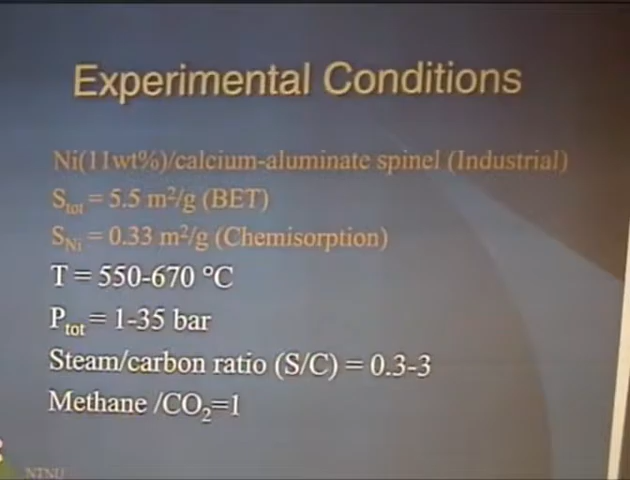 Experimental Conditions
Ni(11wt%)/calcium-aluminate spinel (Industrial)
Stot = 5.5 m²/g (BET)
SNi = 0.33 m²/g (Chemisorption)
T = 550-670 °C
Ptot = 1-35 bar
Steam/carbon ratio (S/C) = 0.3-3
Methane /CO₂=1
NTNU